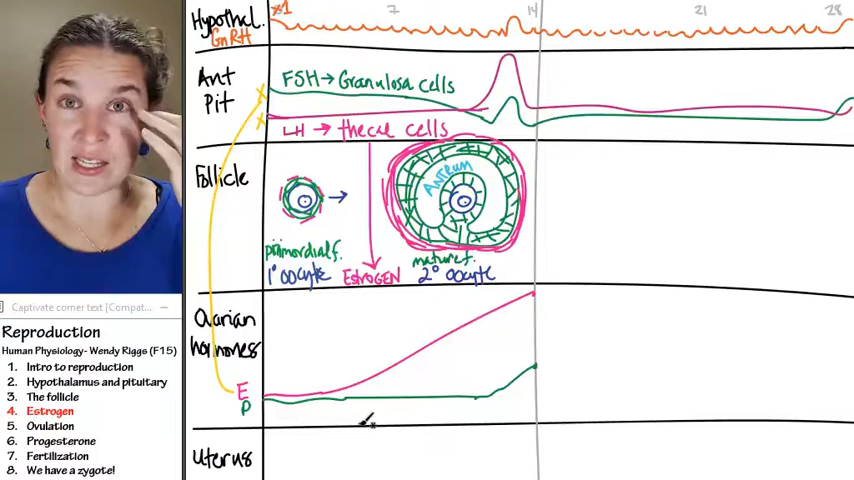 Hypothal.
GnRH
*1
7
14
21
28
Ant
Pit
X
X
FSH → Granulosa cells
LH → thecal cells
Follicle
Antrum
primordial f.
1° oocyte
ESTROGEN
mature f.
2° oocyte
Ovarian
hormones
E
P
Uterus
Captivate corner text [Compat...
Reproduction
Human Physiology- Wendy Riggs (F15)
1. Intro to reproduction
2. Hypothalamus and pituitary
3. The follicle
4. Estrogen
5. Ovulation
6. Progesterone
7. Fertilization
8. We have a zygote!